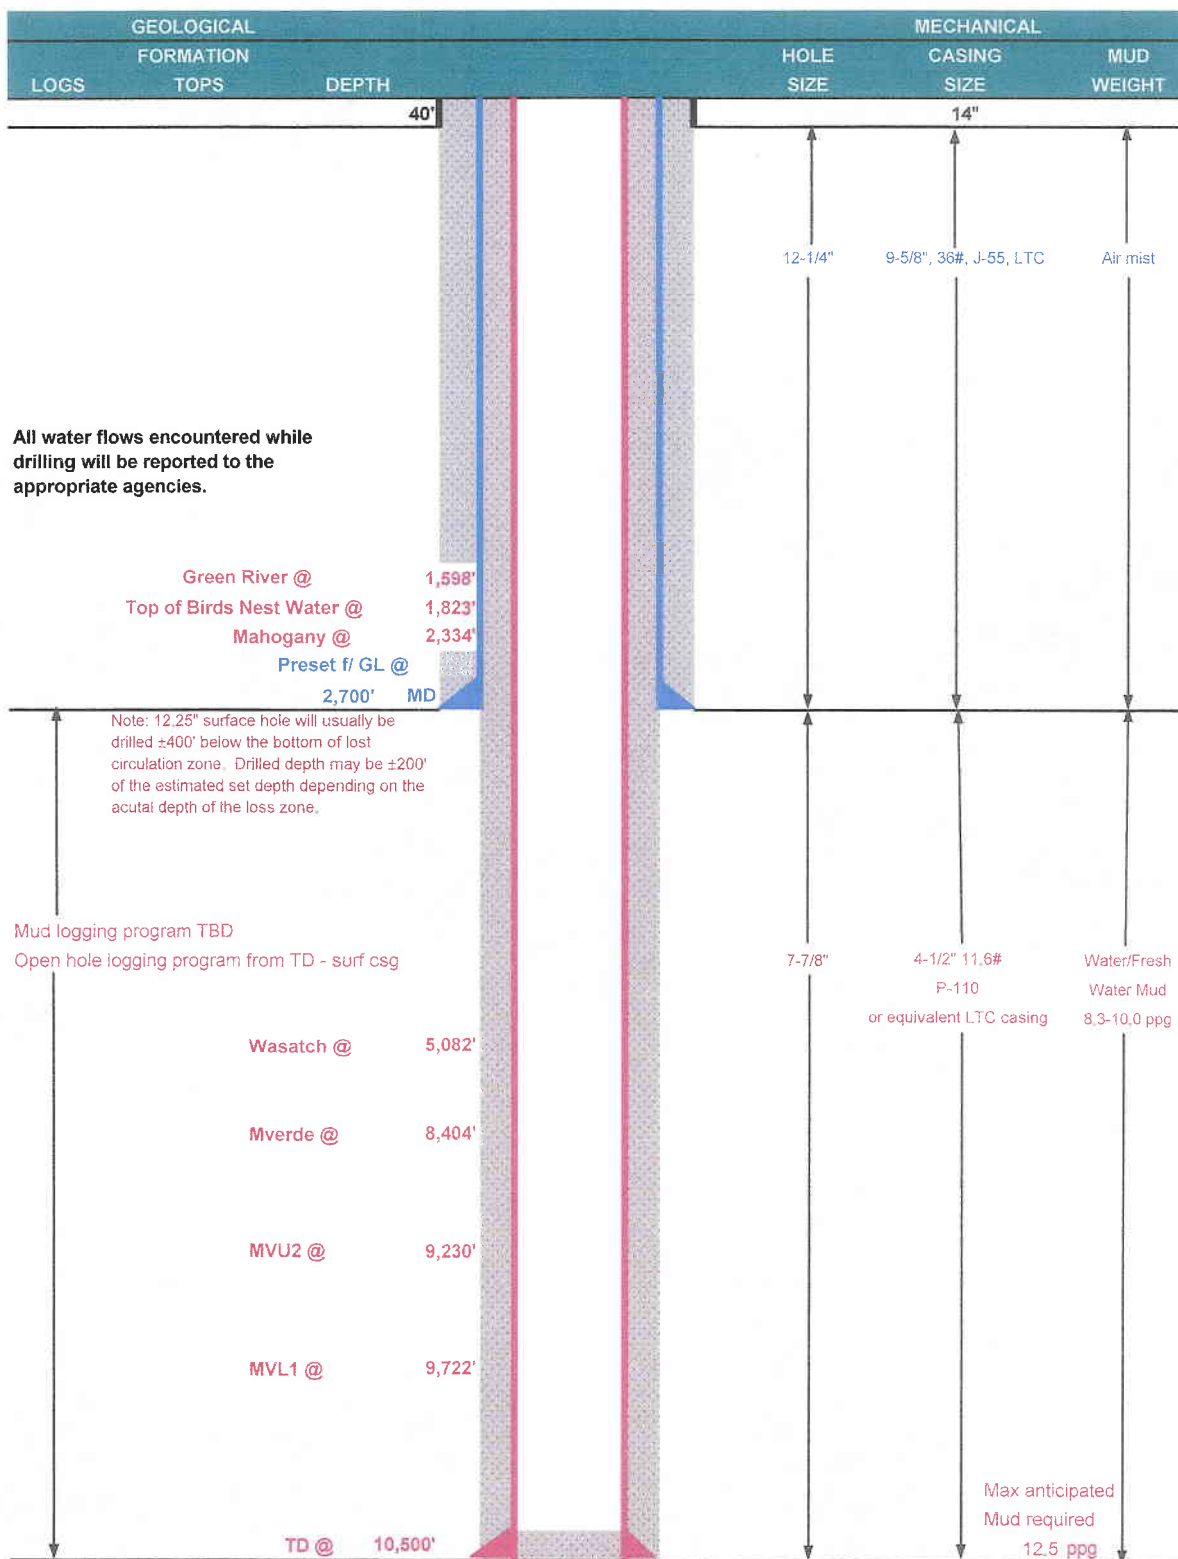 GEOLOGICAL MECHANICAL
FORMATION HOLE CASING MUD
LOGS TOPS DEPTH SIZE SIZE WEIGHT
40' 14"
12-1/4" 9-5/8", 36#, J-55, LTC Air mist
All water flows encountered while
drilling will be reported to the
appropriate agencies.
Green River @ 1,598'
Top of Birds Nest Water @ 1,823'
Mahogany @ 2,334'
Preset f/ GL @
2,700' MD
Note: 12.25" surface hole will usually be
drilled ±400' below the bottom of lost
circulation zone. Drilled depth may be ±200'
of the estimated set depth depending on the
acutal depth of the loss zone.
Mud logging program TBD
Open hole logging program from TD - surf csg
7-7/8" 4-1/2" 11.6# Water/Fresh
P-110 Water Mud
or equivalent LTC casing 8.3-10.0 ppg
Wasatch @ 5,082'
Mverde @ 8,404'
MVU2 @ 9,230'
MVL1 @ 9,722'
Max anticipated
Mud required
TD @ 10,500' 12.5 ppg